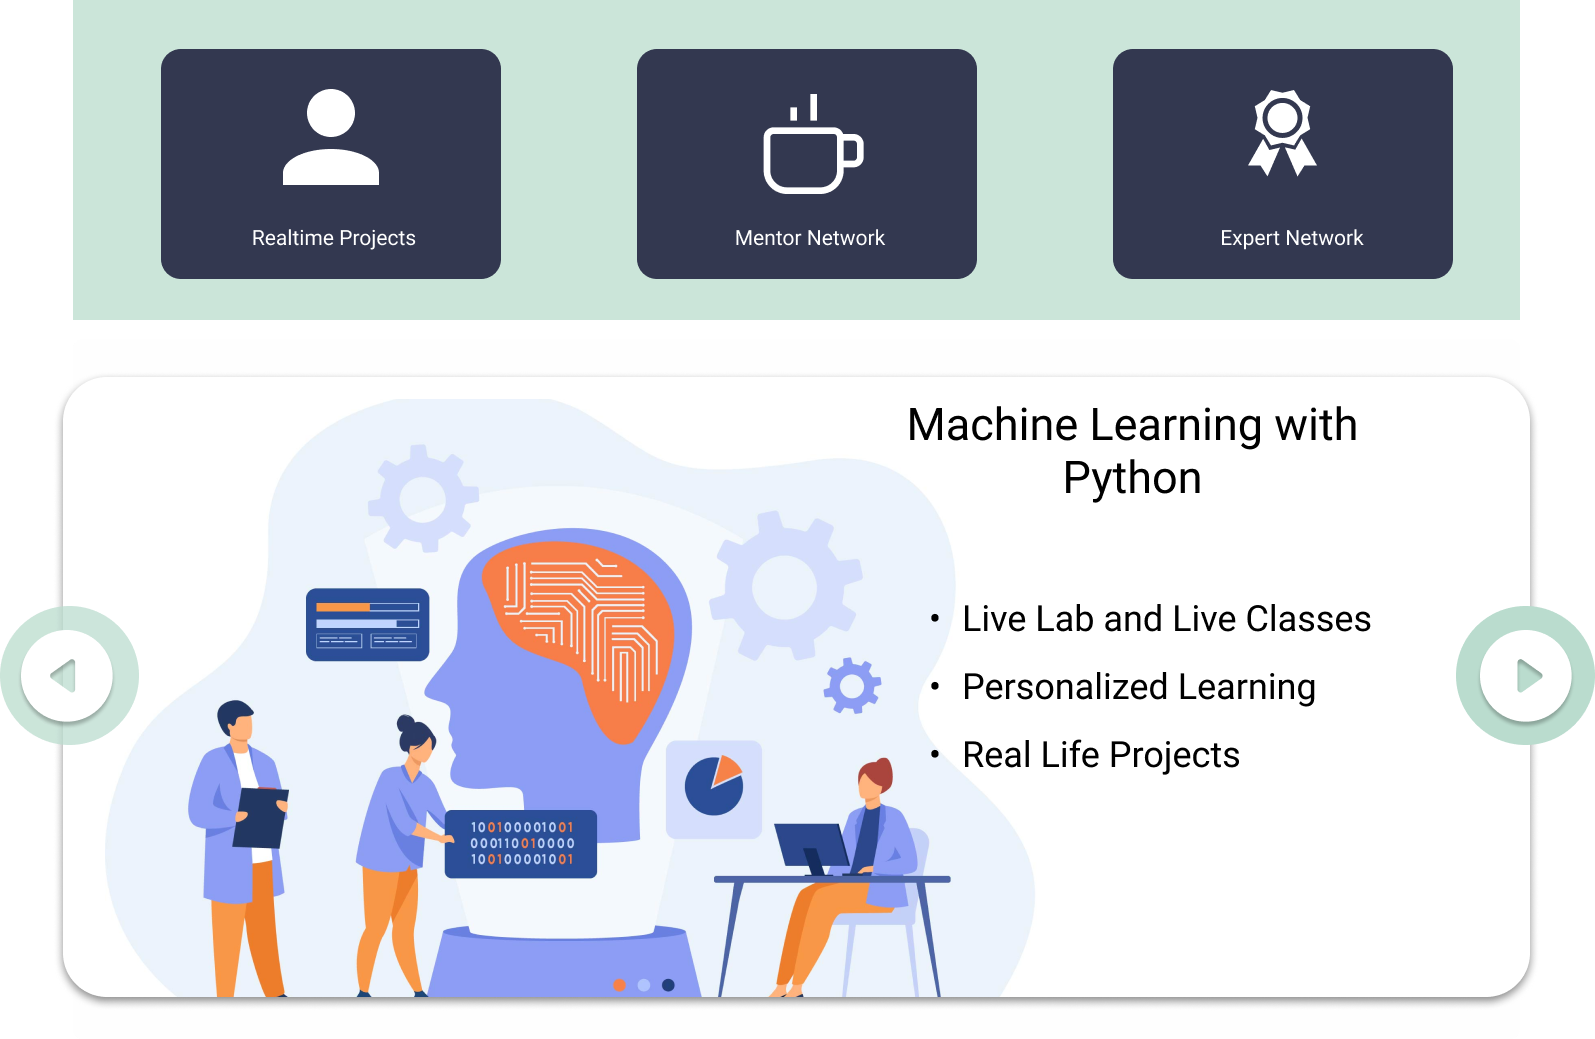 Realtime Projects
Mentor Network
Expert Network
Machine Learning with
Python
• Live Lab and Live Classes
• Personalized Learning
• Real Life Projects
100100001001
000110010000
100100001001